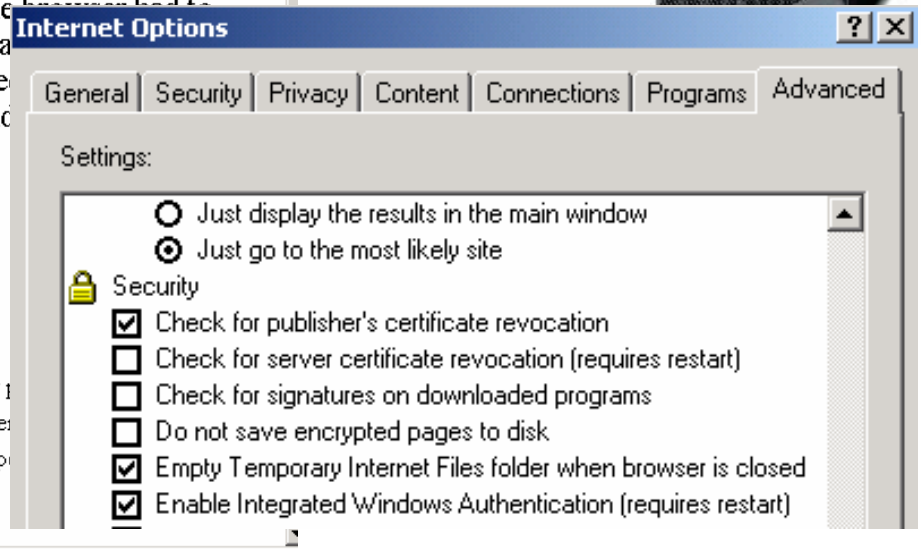 e browser had to
Internet Options
General Security Privacy Content Connections Programs Advanced
Settings:
Just display the results in the main window
Just go to the most likely site
Security
Check for publisher's certificate revocation
Check for server certificate revocation (requires restart)
Check for signatures on downloaded programs
Do not save encrypted pages to disk
Empty Temporary Internet Files folder when browser is closed
Enable Integrated Windows Authentication (requires restart)